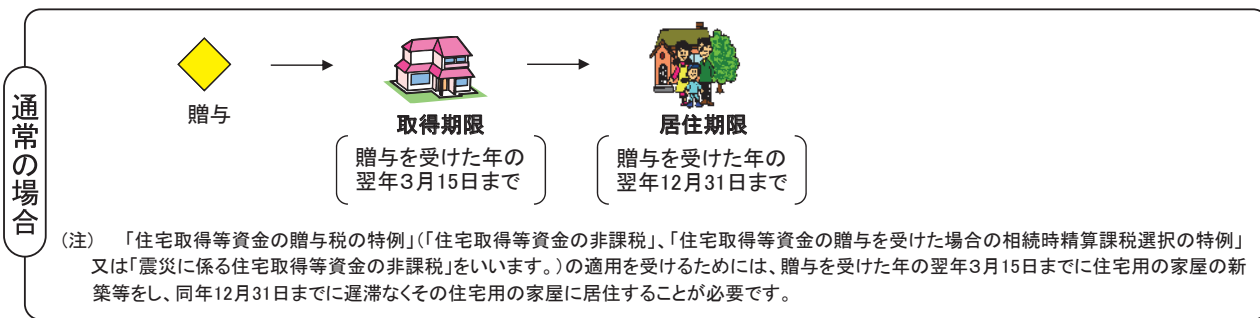 通常の場合
贈与
取得期限
贈与を受けた年の
翌年3月15日まで
居住期限
贈与を受けた年の
翌年12月31日まで
(注) 「住宅取得等資金の贈与税の特例」(「住宅取得等資金の非課税」、「住宅取得等資金の贈与を受けた場合の相続時精算課税選択の特例」
又は「震災に係る住宅取得等資金の非課税」をいいます。)の適用を受けるためには、贈与を受けた年の翌年3月15日までに住宅用の家屋の新
築等をし、同年12月31日までに遅滞なくその住宅用の家屋に居住することが必要です。